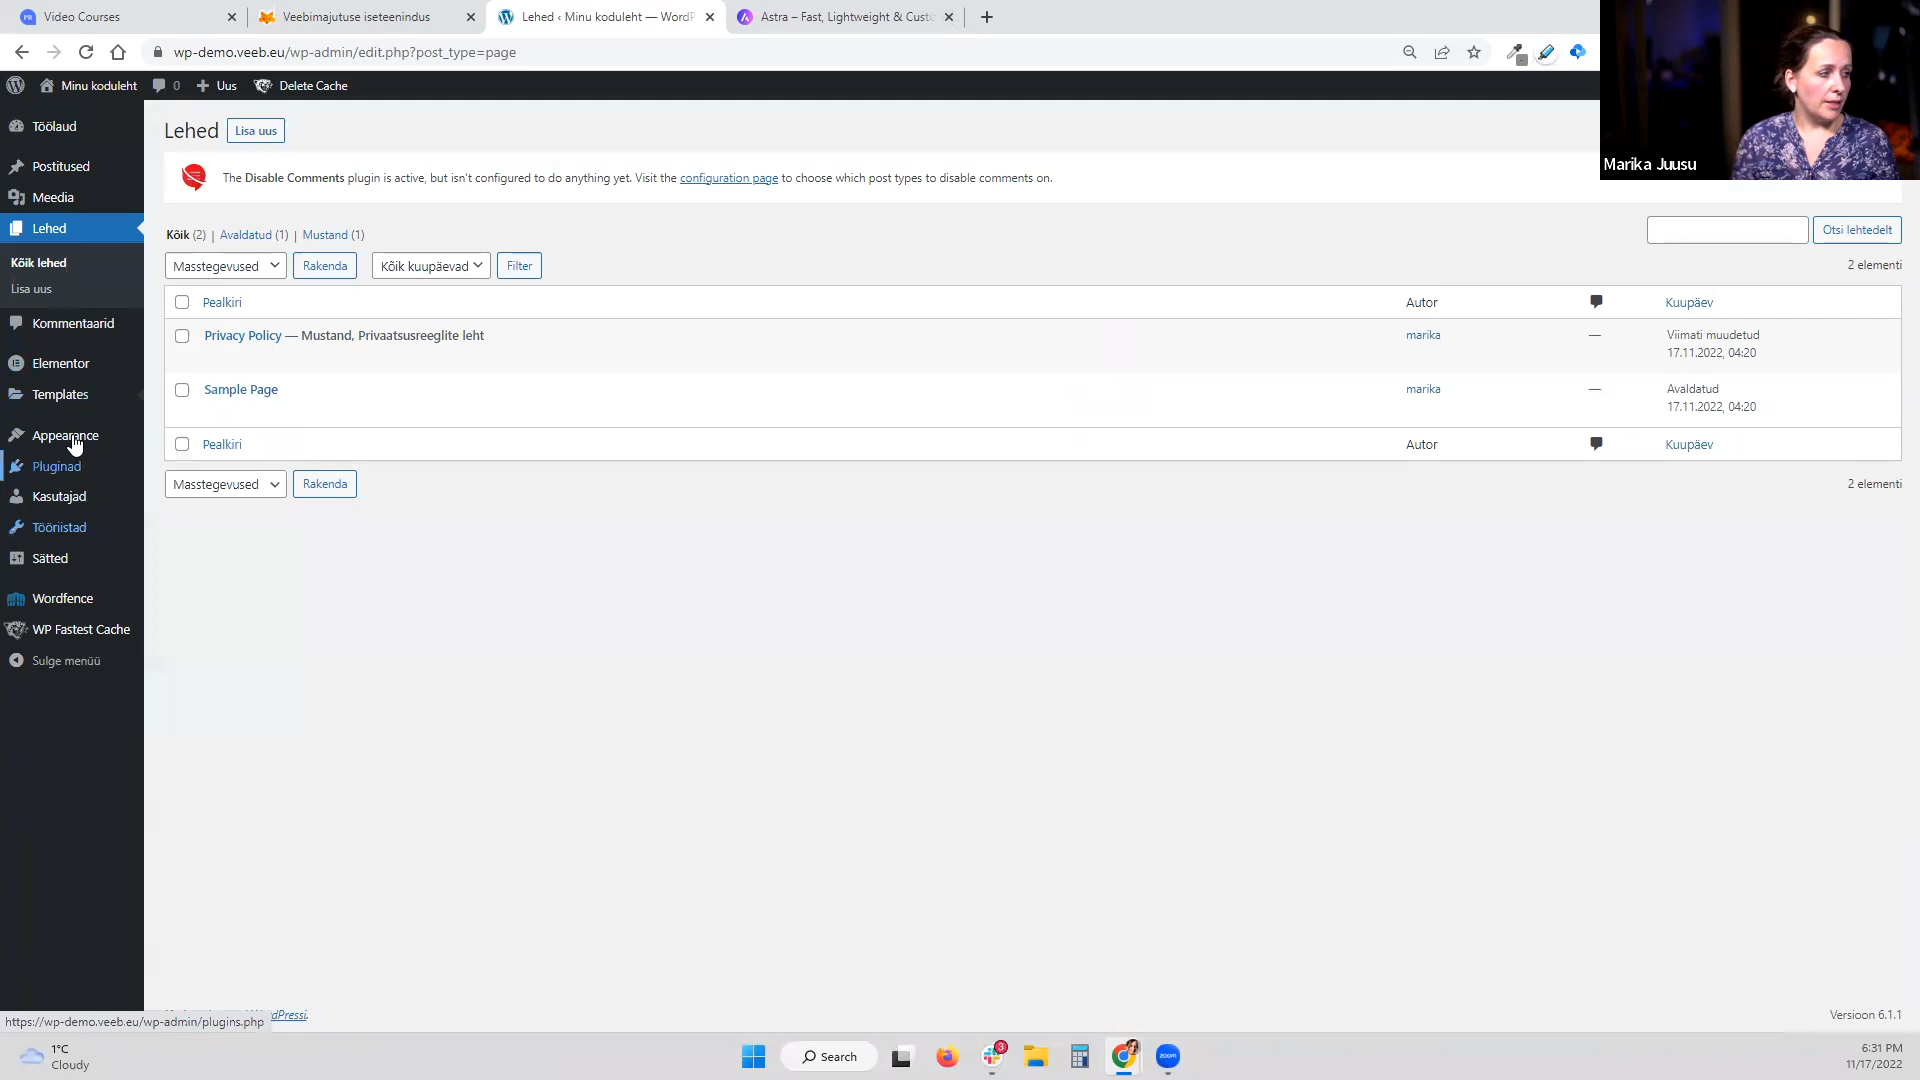 Video Courses
Veebimajutuse iseteenindus
Lehed ‹ Minu koduleht — WordP
Astra – Fast, Lightweight & Cust
wp-demo.veeb.eu/wp-admin/edit.php?post_type=page
Minu koduleht
0
Uus
Delete Cache
Marika Juusu
Töölaud
Postitused
Meedia
Lehed
Kõik lehed
Lisa uus
Kommentaarid
Elementor
Templates
Appearance
Pluginad
Kasutajad
Tööriistad
Sätted
Wordfence
WP Fastest Cache
Sulge menüü
Lehed
Lisa uus
The Disable Comments plugin is active, but isn't configured to do anything yet. Visit the configuration page to choose which post types to disable comments on.
Kõik (2) | Avaldatud (1) | Mustand (1)
Otsi lehtedelt
Masstegevused
Rakenda
Kõik kuupäevad
Filter
2 elementi
Pealkiri
Autor
Kuupäev
Privacy Policy — Mustand, Privaatsusreeglite leht
marika
—
Viimati muudetud
17.11.2022, 04:20
Sample Page
marika
—
Avaldatud
17.11.2022, 04:20
Pealkiri
Autor
Kuupäev
Masstegevused
Rakenda
2 elementi
Versioon 6.1.1
https://wp-demo.veeb.eu/wp-admin/plugins.php
1°C
Cloudy
Search
3
zoom
6:31 PM
11/17/2022